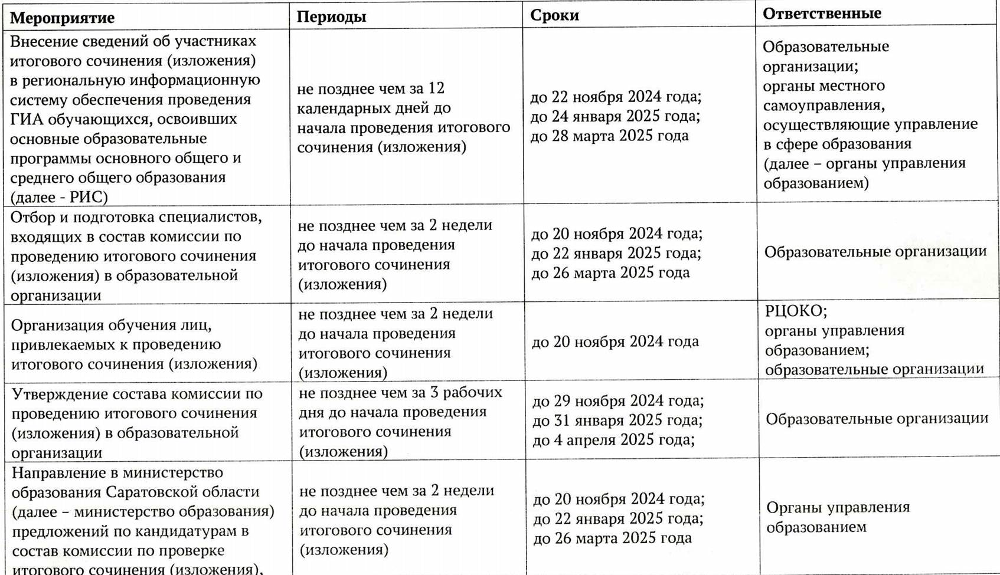 Мероприятие
Периоды
Сроки
Ответственные
Внесение сведений об участниках
итогового сочинения (изложения)
в региональную информационную
систему обеспечения проведения
ГИА обучающихся, освоивших
основные образовательные
программы основного общего и
среднего общего образования
(далее - РИС)
не позднее чем за 12
календарных дней до
начала проведения итогового
сочинения (изложения)
до 22 ноября 2024 года;
до 24 января 2025 года;
до 28 марта 2025 года
Образовательные
организации;
органы местного
самоуправления,
осуществляющие управление
в сфере образования
(далее – органы управления
образованием)
Отбор и подготовка специалистов,
входящих в состав комиссии по
проведению итогового сочинения
(изложения) в образовательной
организации
не позднее чем за 2 недели
до начала проведения
итогового сочинения
(изложения)
до 20 ноября 2024 года;
до 22 января 2025 года;
до 26 марта 2025 года
Образовательные организации
Организация обучения лиц,
привлекаемых к проведению
итогового сочинения (изложения)
не позднее чем за 2 недели
до начала проведения
итогового сочинения
(изложения)
до 20 ноября 2024 года
РЦОКО;
органы управления
образованием;
образовательные организации
Утверждение состава комиссии по
проведению итогового сочинения
(изложения) в образовательной
организации
не позднее чем за 3 рабочих
дня до начала проведения
итогового сочинения
(изложения)
до 29 ноября 2024 года;
до 31 января 2025 года;
до 4 апреля 2025 года;
Образовательные организации
Направление в министерство
образования Саратовской области
(далее – министерство образования)
предложений по кандидатурам в
состав комиссии по проверке
итогового сочинения (изложения),
не позднее чем за 2 недели
до начала проведения
итогового сочинения
(изложения)
до 20 ноября 2024 года;
до 22 января 2025 года;
до 26 марта 2025 года
Органы управления
образованием